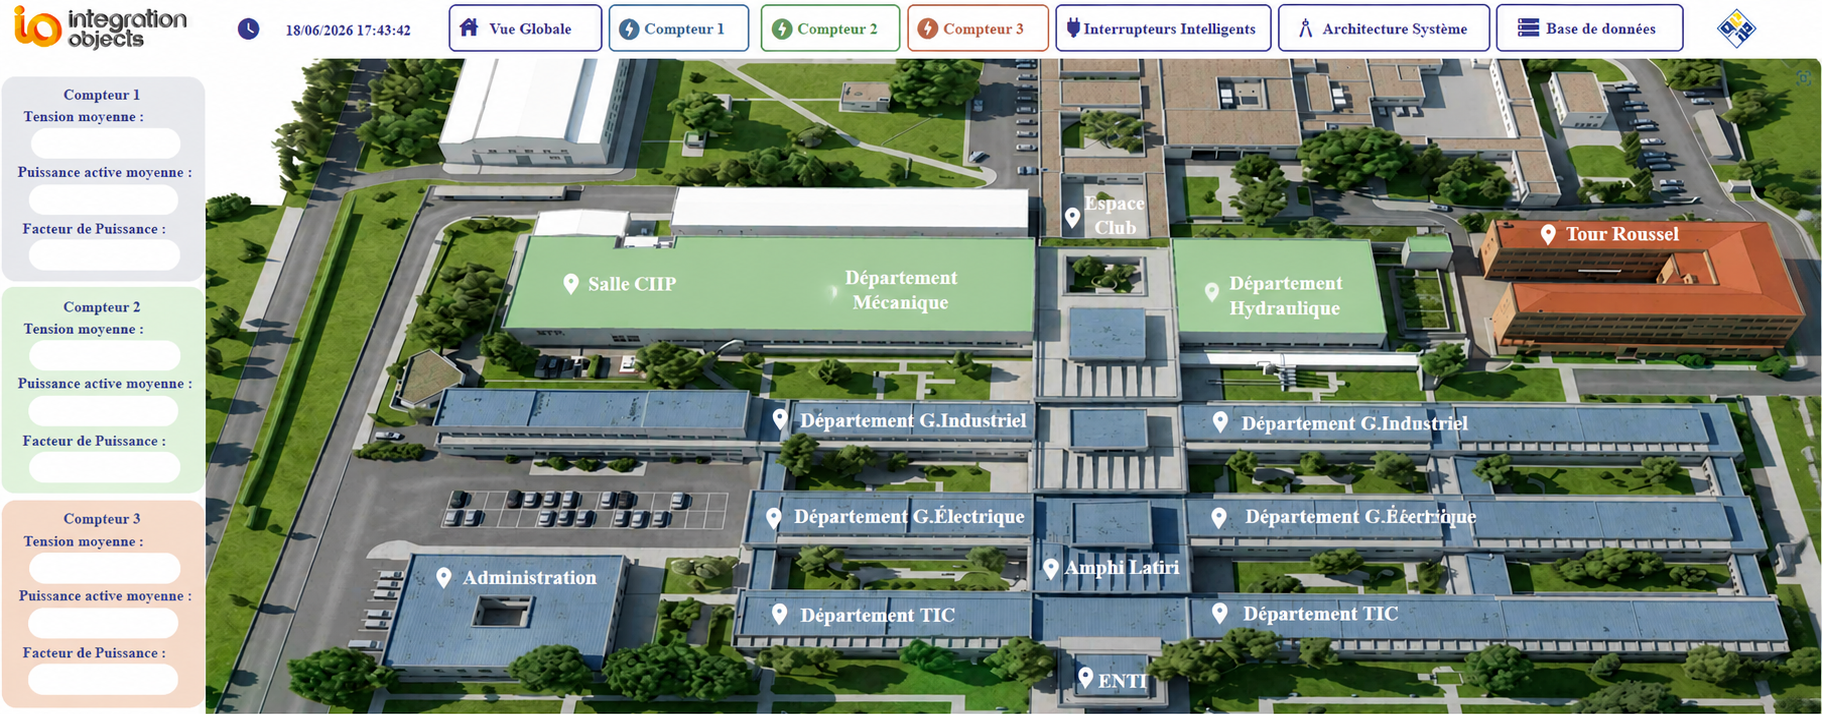 integration
objects
18/06/2026 17:43:42
Vue Globale
Compteur 1
Compteur 2
Compteur 3
Interrupteurs Intelligents
Architecture Système
Base de données
Compteur 1
Tension moyenne :
Puissance active moyenne :
Facteur de Puissance :
Compteur 2
Tension moyenne :
Puissance active moyenne :
Facteur de Puissance :
Compteur 3
Tension moyenne :
Puissance active moyenne :
Facteur de Puissance :
Espace
Club
Tour Roussel
Salle CIIP
Département
Mécanique
Département
Hydraulique
Département G.Industriel
Département G.Industriel
Département G.Électrique
Département G.Électrique
Amphi Latiri
Administration
Département TIC
Département TIC
ENTI